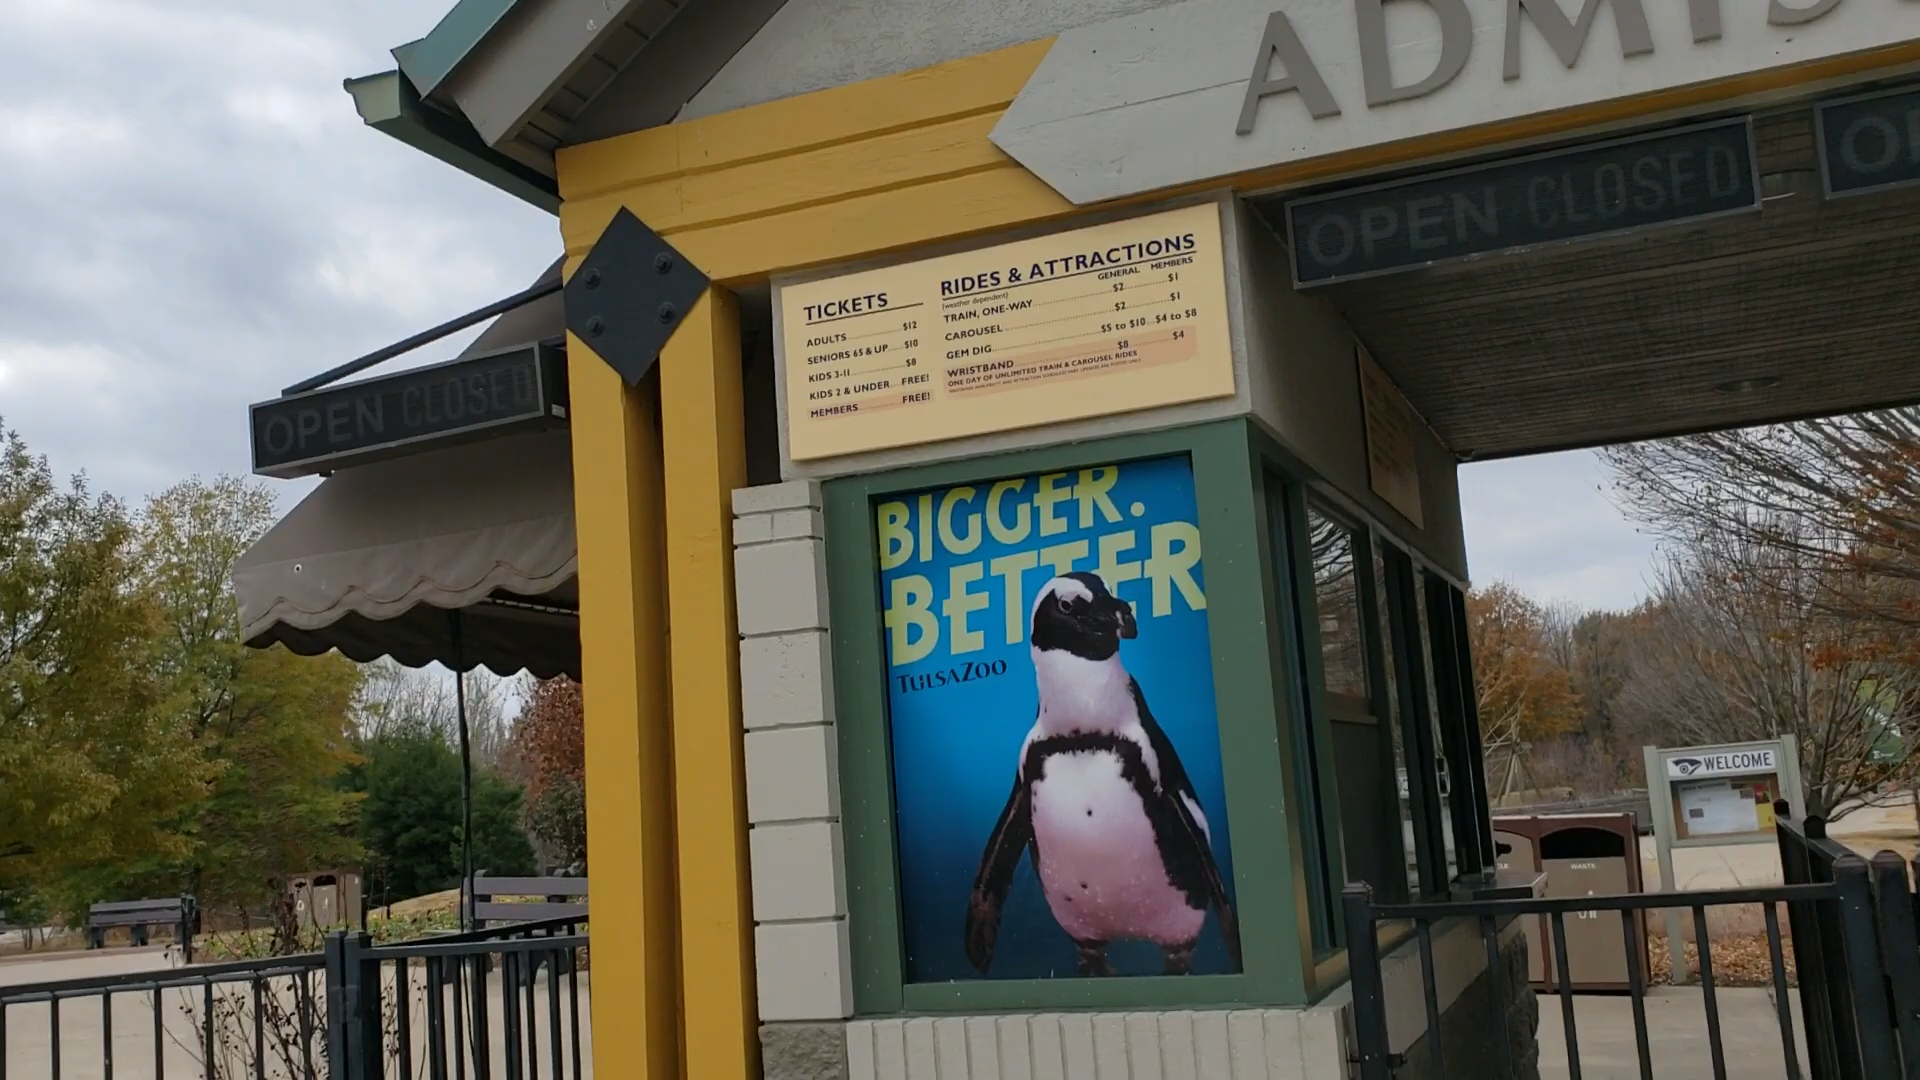 ADMIS
OPEN CLOSED
OPEN CLOSED
TICKETS
ADULTS $12
SENIORS 65 & UP $10
KIDS 3-11 $8
KIDS 2 & UNDER FREE!
MEMBERS FREE!
RIDES & ATTRACTIONS
(weather dependent) GENERAL MEMBERS
TRAIN, ONE-WAY $2 $1
CAROUSEL $2 $1
GEM DIG $5 to $10 $4 to $8
WRISTBAND $8 $4
ONE DAY OF UNLIMITED TRAIN & CAROUSEL RIDES
BIGGER.
BETTER
TULSA ZOO
WELCOME
WASTE